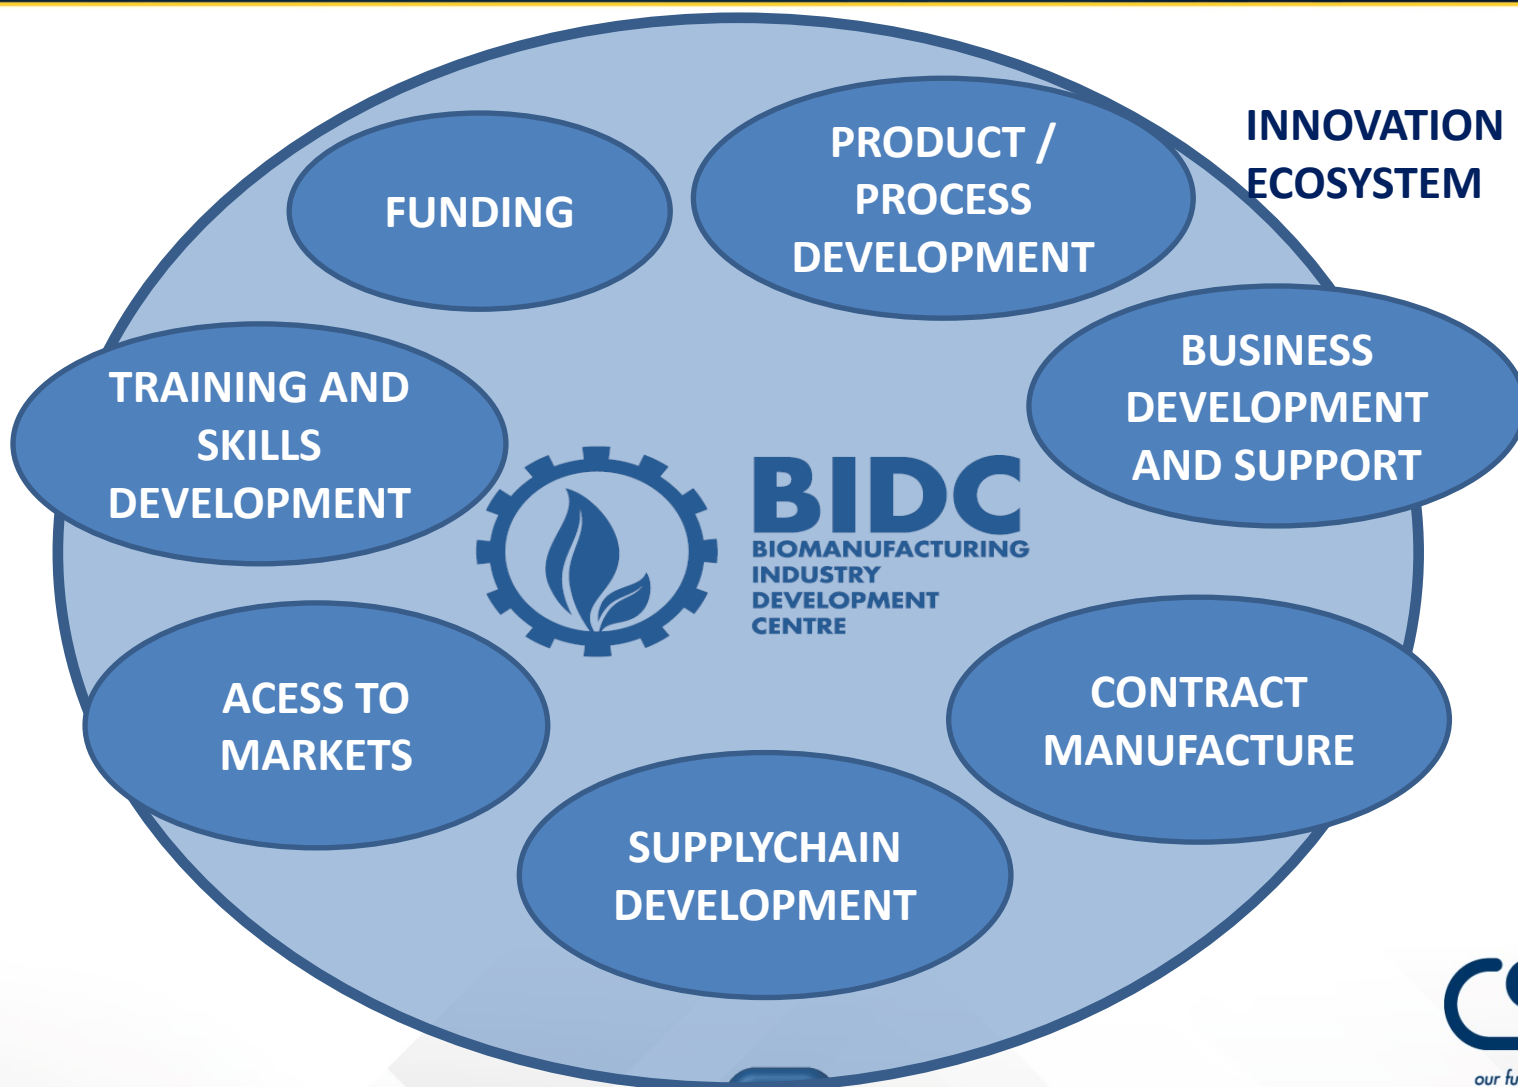 INNOVATION
ECOSYSTEM
FUNDING
PRODUCT /
PROCESS
DEVELOPMENT
BUSINESS
DEVELOPMENT
AND SUPPORT
TRAINING AND
SKILLS
DEVELOPMENT
BIDC
BIOMANUFACTURING
INDUSTRY
DEVELOPMENT
CENTRE
ACESS TO
MARKETS
CONTRACT
MANUFACTURE
SUPPLYCHAIN
DEVELOPMENT
our